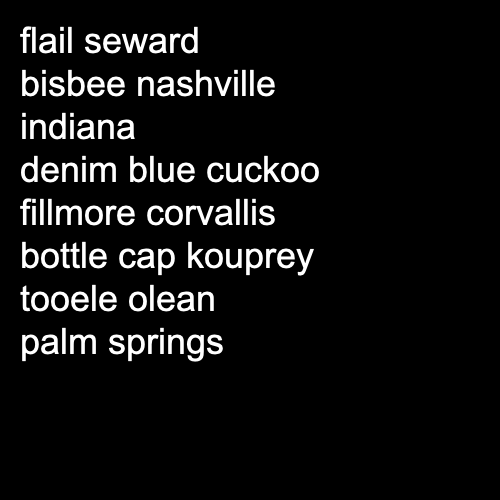 flail seward
bisbee nashville
indiana
denim blue cuckoo
fillmore corvallis
bottle cap kouprey
tooele olean
palm springs